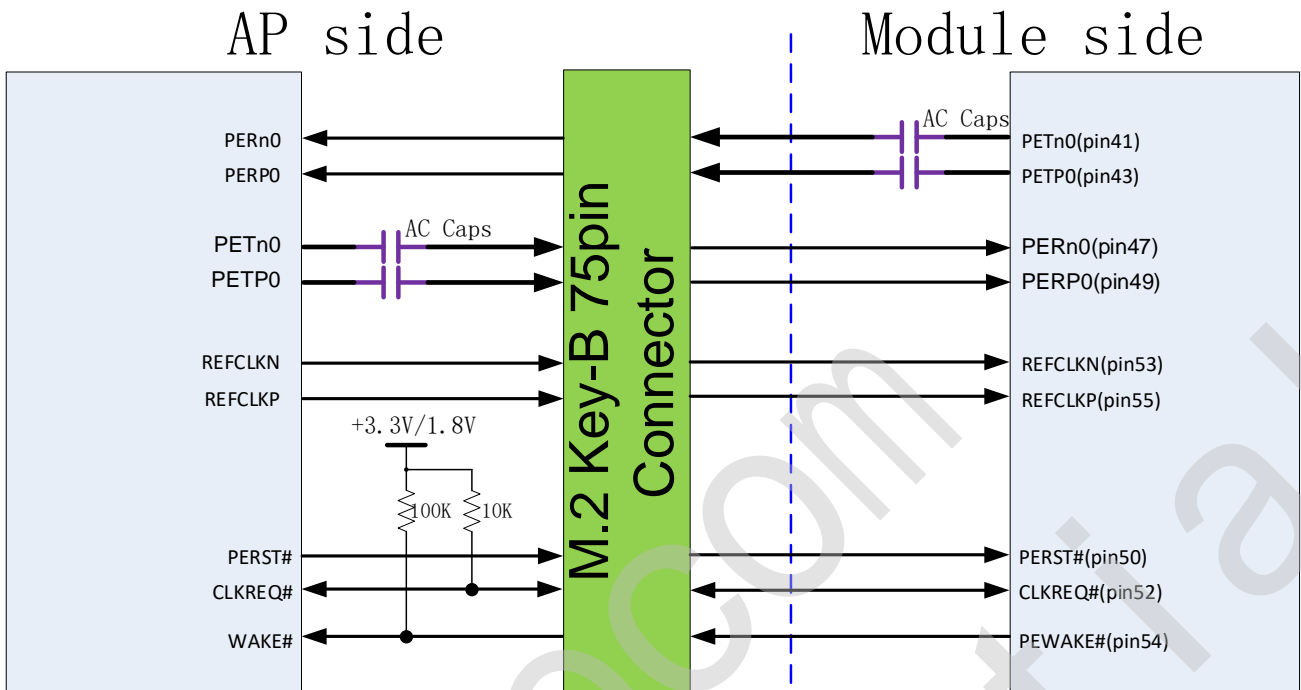 AP side
Module side
PERn0
PERP0
PETn0
PETP0
AC Caps
REFCLKN
REFCLKP
+3.3V/1.8V
100K
10K
PERST#
CLKREQ#
WAKE#
M.2 Key-B 75pin
Connector
AC Caps
PETn0(pin41)
PETP0(pin43)
PERn0(pin47)
PERP0(pin49)
REFCLKN(pin53)
REFCLKP(pin55)
PERST#(pin50)
CLKREQ#(pin52)
PEWAKE#(pin54)